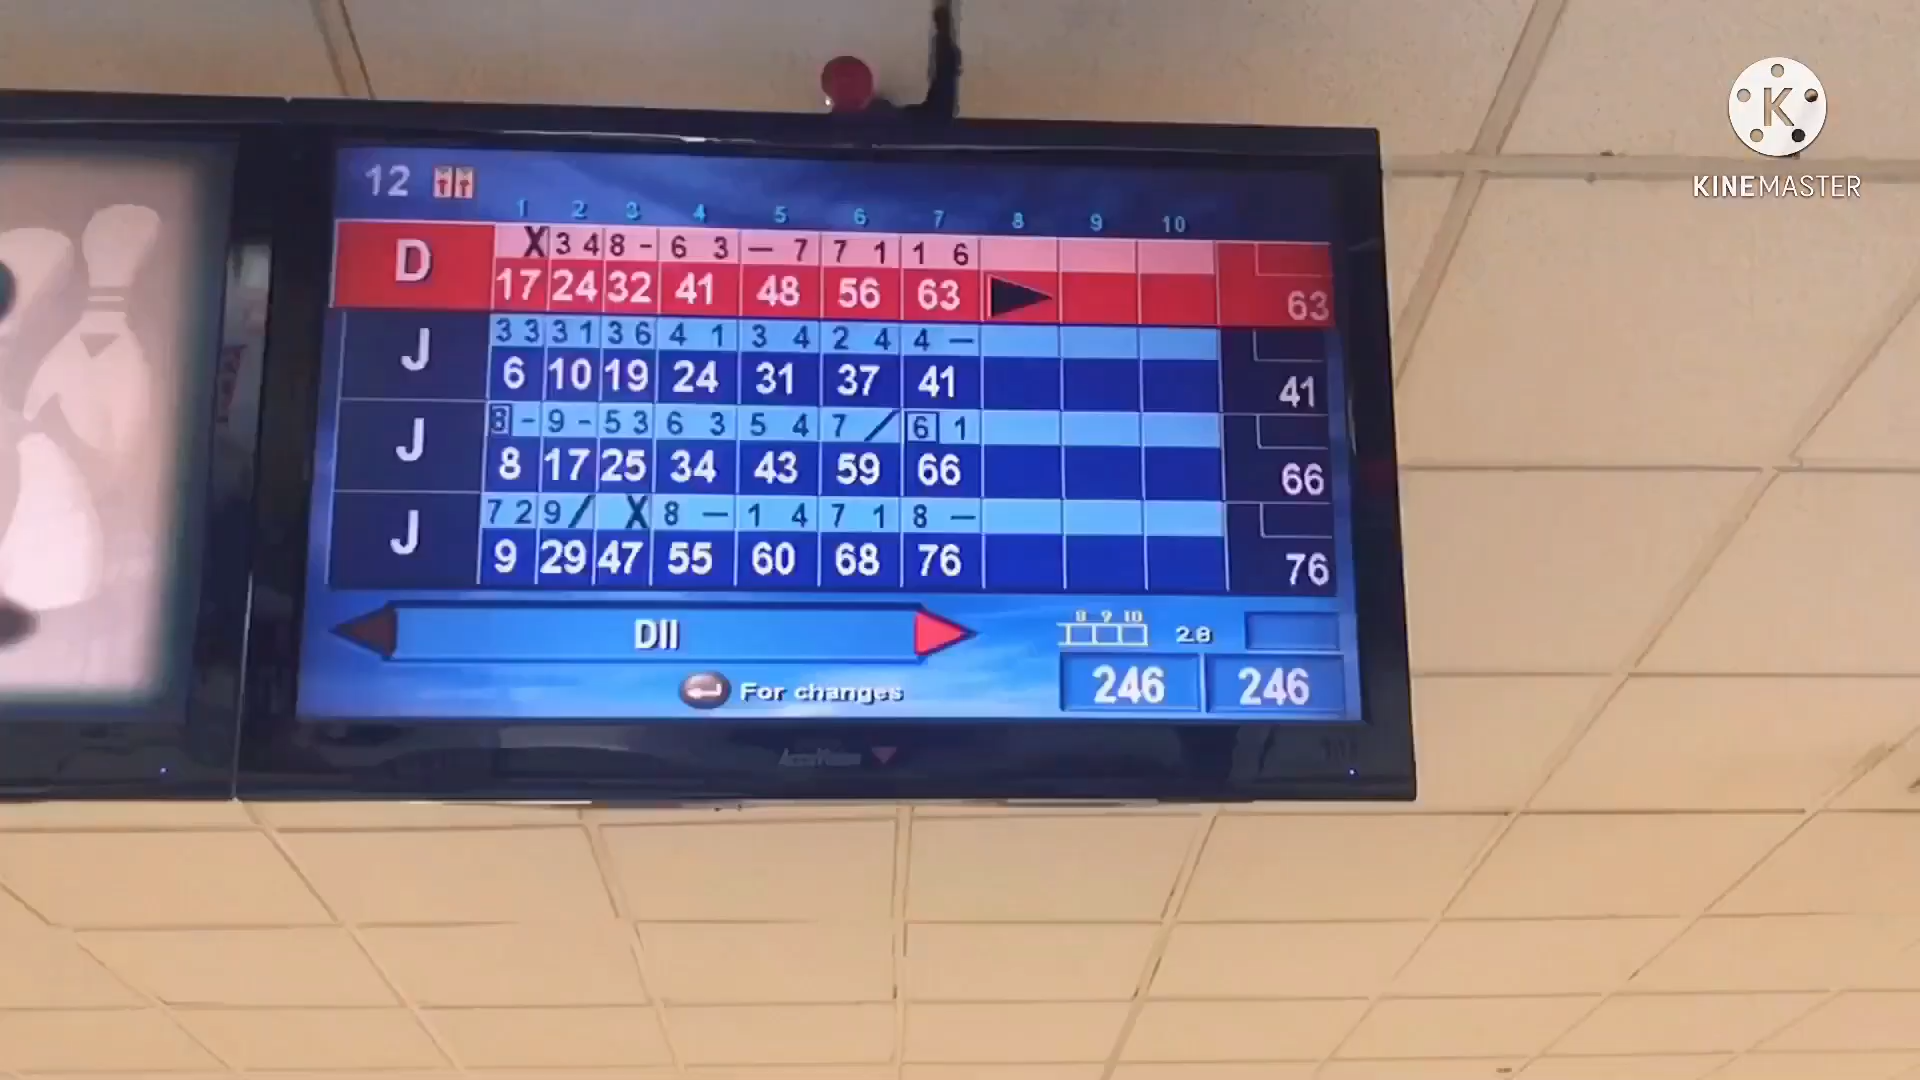 K
KINEMASTER
12
1 2 3 4 5 6 7 8 9 10
D X 3 4 8 - 6 3 — 7 7 1 1 6
17 24 32 41 48 56 63 63
J 3 3 3 1 3 6 4 1 3 4 2 4 4 —
6 10 19 24 31 37 41 41
J 8 - 9 - 5 3 6 3 5 4 7 / 6 1
8 17 25 34 43 59 66 66
J 7 2 9 / X 8 — 1 4 7 1 8 —
9 29 47 55 60 68 76 76
8 9 10
DII 2.8
For changes 246 246